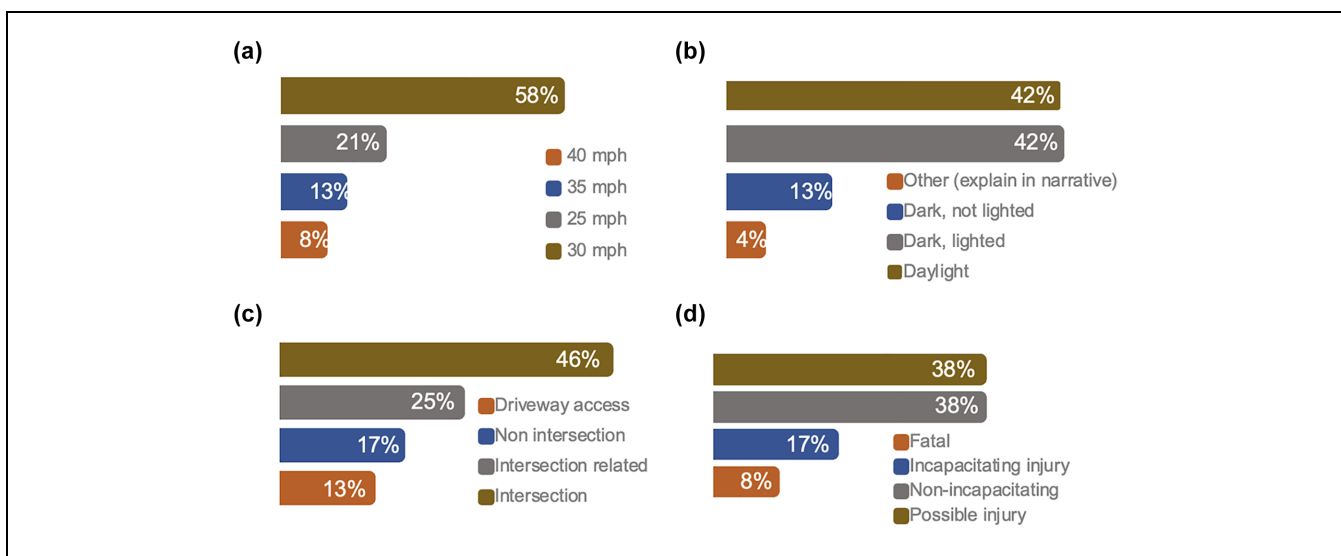 (a)
58%
21%
13%
8%
40 mph
35 mph
25 mph
30 mph
(b)
42%
42%
13%
4%
Other (explain in narrative)
Dark, not lighted
Dark, lighted
Daylight
(c)
46%
25%
17%
13%
Driveway access
Non intersection
Intersection related
Intersection
(d)
38%
38%
17%
8%
Fatal
Incapacitating injury
Non-incapacitating
Possible injury